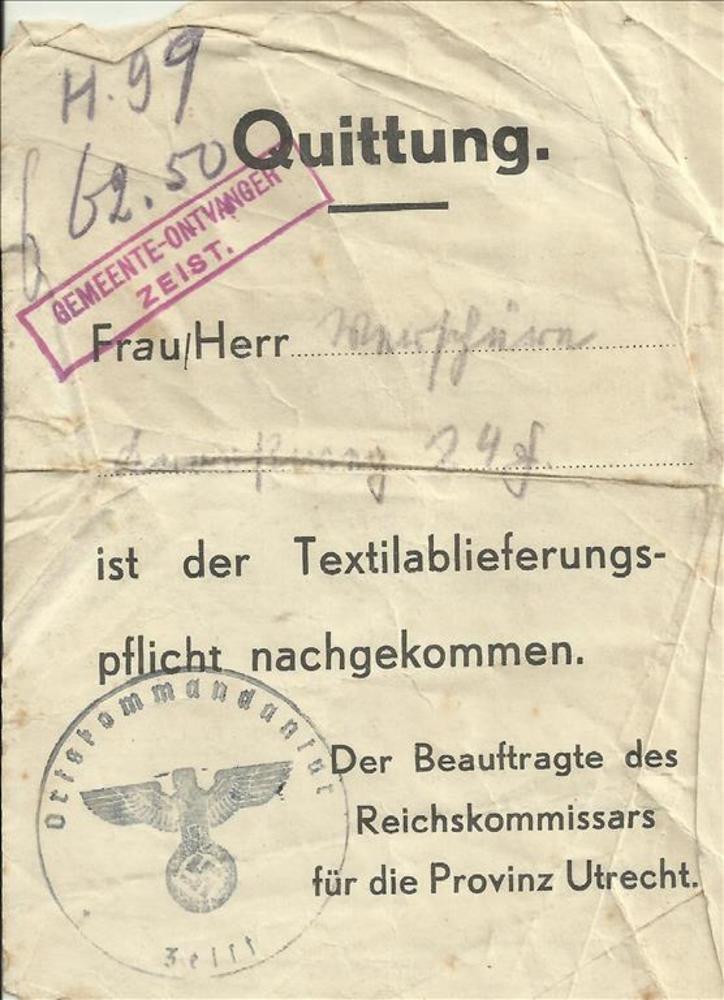 H. 99
62.50
Quittung.
GEMEENTE-ONTVANGER
ZEIST.
Frau/Herr
24
ist der Textilablieferungs-
pflicht nachgekommen.
Ortskommandantur
Der Beauftragte des
Reichskommissars
für die Provinz Utrecht.
Zeist